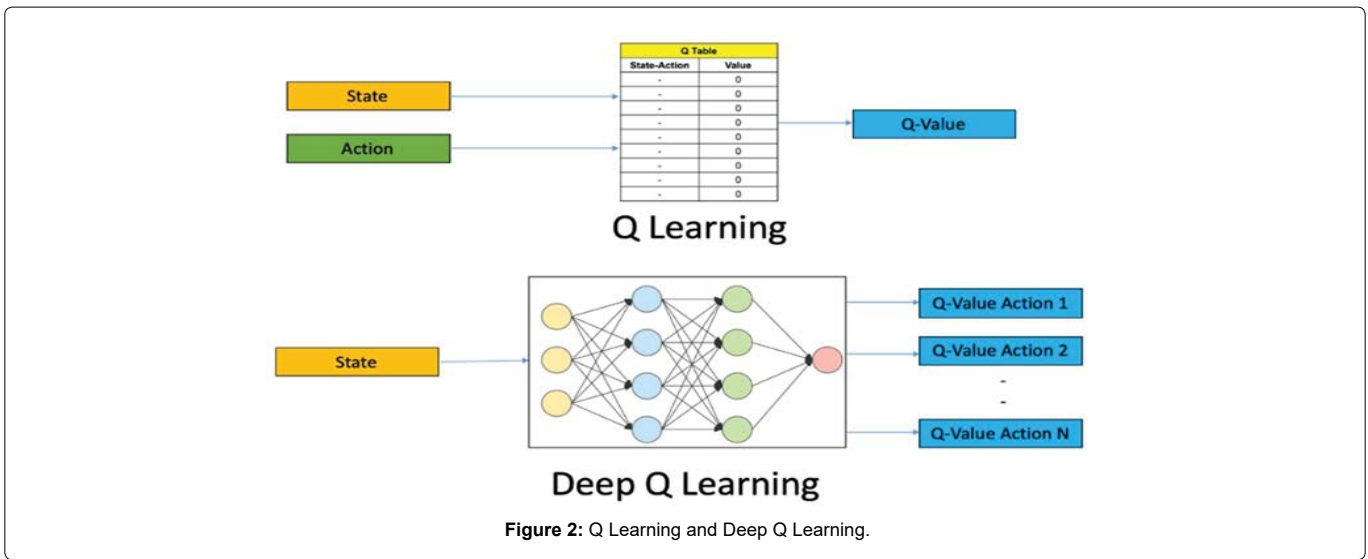 Q Table
State-Action Value
- 0
- 0
- 0
- 0
- 0
- 0
- 0
- 0
- 0
State
Action
Q-Value
Q Learning
State
Q-Value Action 1
Q-Value Action 2
-
-
Q-Value Action N
Deep Q Learning
Figure 2: Q Learning and Deep Q Learning.